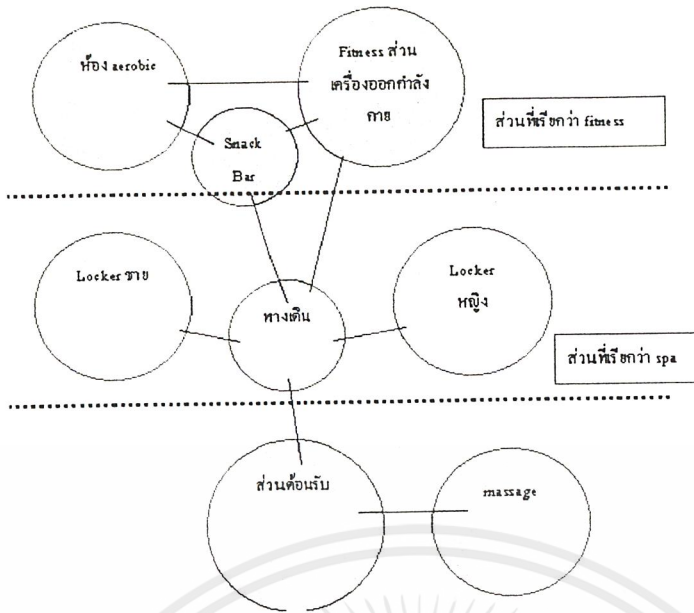 ห้อง aerobic
Fitness ส่วน
เครื่องออกกำลัง
กาย
Snack
Bar
ส่วนที่เรียกว่า fitness
Locker ชาย
ทางเดิน
Locker
หญิง
ส่วนที่เรียกว่า spa
ส่วนต้อนรับ
massage